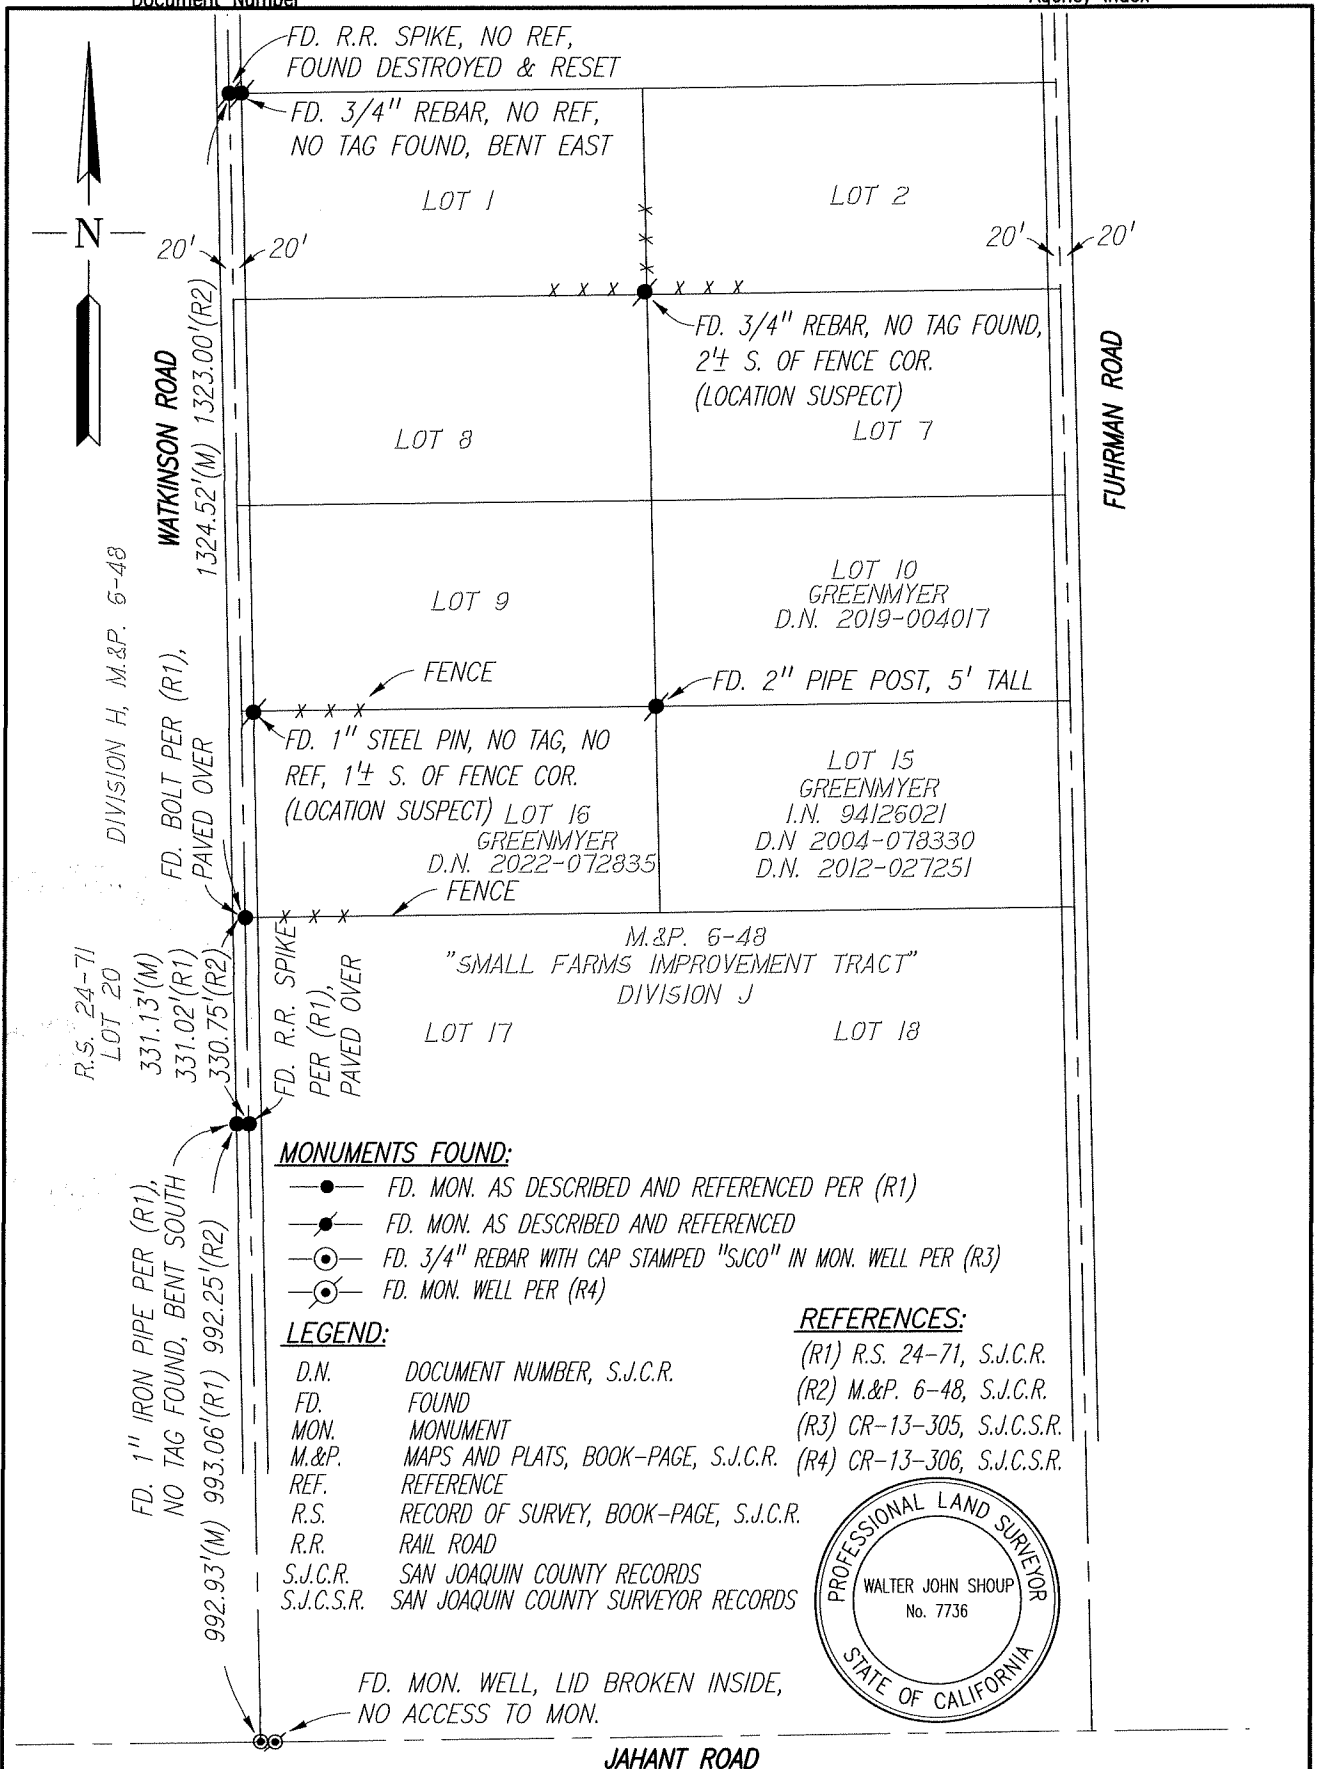 Document Number
Agency Index
FD. R.R. SPIKE, NO REF,
FOUND DESTROYED & RESET
FD. 3/4" REBAR, NO REF,
NO TAG FOUND, BENT EAST
LOT 1
LOT 2
N
20'
20'
20'
20'
WATKINSON ROAD
1324.52'(M) 1323.00'(R2)
FD. 3/4" REBAR, NO TAG FOUND,
2'± S. OF FENCE COR.
(LOCATION SUSPECT)
FUHRMAN ROAD
LOT 8
LOT 7
DIVISION H, M.&P. 6-48
LOT 9
LOT 10
GREENMYER
D.N. 2019-004017
FENCE
FD. 2" PIPE POST, 5' TALL
FD. BOLT PER (R1),
PAVED OVER
FD. 1" STEEL PIN, NO TAG, NO
REF, 1'± S. OF FENCE COR.
(LOCATION SUSPECT)
LOT 16
GREENMYER
D.N. 2022-072835
LOT 15
GREENMYER
I.N. 94126021
D.N 2004-078330
D.N. 2012-027251
FENCE
M.&P. 6-48
"SMALL FARMS IMPROVEMENT TRACT"
DIVISION J
R.S. 24-71
LOT 20
331.13'(M)
331.02'(R1)
330.75'(R2)
FD. R.R. SPIKE
PER (R1),
PAVED OVER
LOT 17
LOT 18
FD. 1" IRON PIPE PER (R1),
NO TAG FOUND, BENT SOUTH
992.93'(M) 993.06'(R1) 992.25'(R2)
MONUMENTS FOUND:
FD. MON. AS DESCRIBED AND REFERENCED PER (R1)
FD. MON. AS DESCRIBED AND REFERENCED
FD. 3/4" REBAR WITH CAP STAMPED "SJCO" IN MON. WELL PER (R3)
FD. MON. WELL PER (R4)
LEGEND:
D.N. DOCUMENT NUMBER, S.J.C.R.
FD. FOUND
MON. MONUMENT
M.&P. MAPS AND PLATS, BOOK-PAGE, S.J.C.R.
REF. REFERENCE
R.S. RECORD OF SURVEY, BOOK-PAGE, S.J.C.R.
R.R. RAIL ROAD
S.J.C.R. SAN JOAQUIN COUNTY RECORDS
S.J.C.S.R. SAN JOAQUIN COUNTY SURVEYOR RECORDS
REFERENCES:
(R1) R.S. 24-71, S.J.C.R.
(R2) M.&P. 6-48, S.J.C.R.
(R3) CR-13-305, S.J.C.S.R.
(R4) CR-13-306, S.J.C.S.R.
PROFESSIONAL LAND SURVEYOR
WALTER JOHN SHOUP
No. 7736
STATE OF CALIFORNIA
FD. MON. WELL, LID BROKEN INSIDE,
NO ACCESS TO MON.
JAHANT ROAD